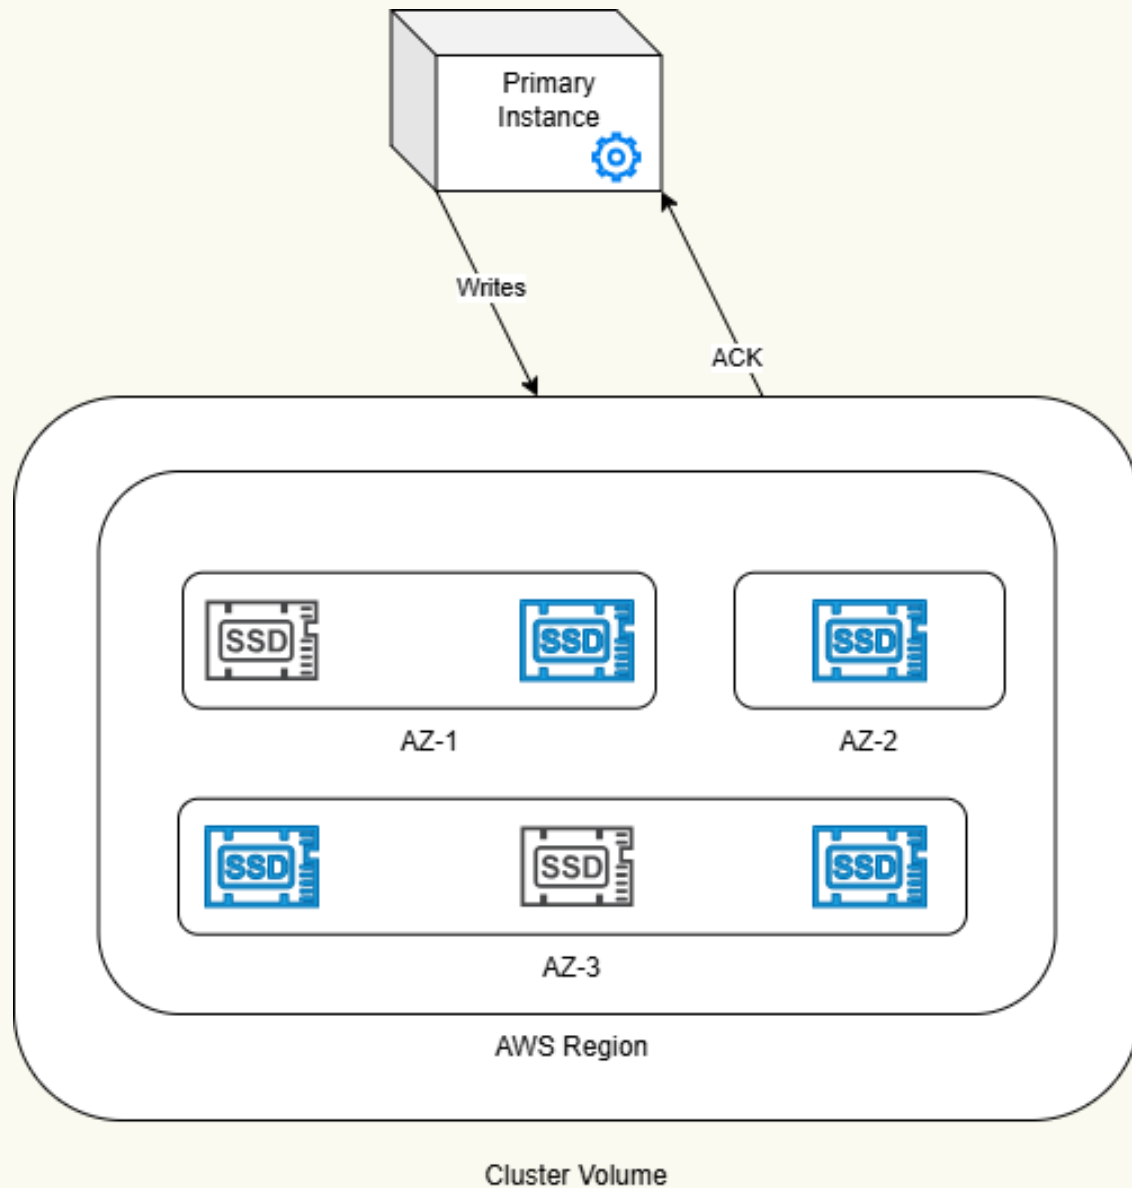 Primary
Instance
Writes
ACK
SSD
SSD
SSD
AZ-1
AZ-2
SSD
SSD
SSD
AZ-3
AWS Region
Cluster Volume